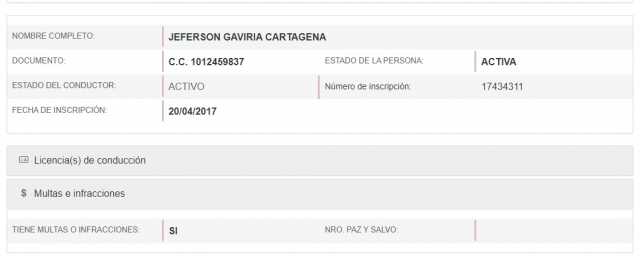 NOMBRE COMPLETO: JEFERSON GAVIRIA CARTAGENA
DOCUMENTO: C.C. 1012459837 ESTADO DE LA PERSONA: ACTIVA
ESTADO DEL CONDUCTOR: ACTIVO Número de inscripción: 17434311
FECHA DE INSCRIPCIÓN: 20/04/2017
Licencia(s) de conducción
$ Multas e infracciones
TIENE MULTAS O INFRACCIONES: SI NRO. PAZ Y SALVO: